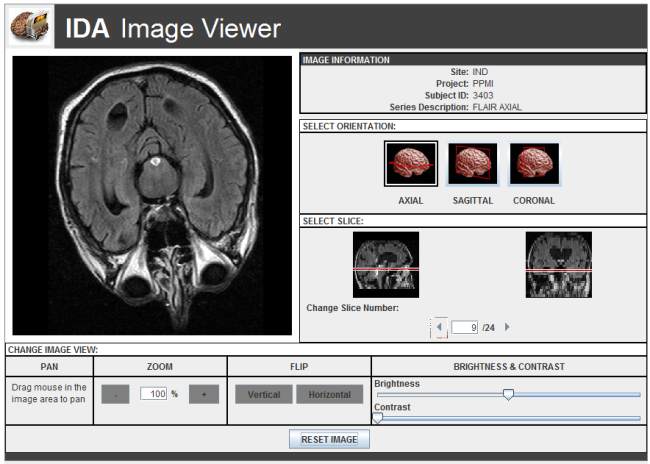 IDA Image Viewer
IMAGE INFORMATION
Site: IND
Project: PPMI
Subject ID: 3403
Series Description: FLAIR AXIAL
SELECT ORIENTATION:
AXIAL SAGITTAL CORONAL
SELECT SLICE:
Change Slice Number:
9 /24
CHANGE IMAGE VIEW:
PAN ZOOM FLIP BRIGHTNESS & CONTRAST
Drag mouse in the
image area to pan
- 100 % +
Vertical Horizontal
Brightness
Contrast
RESET IMAGE